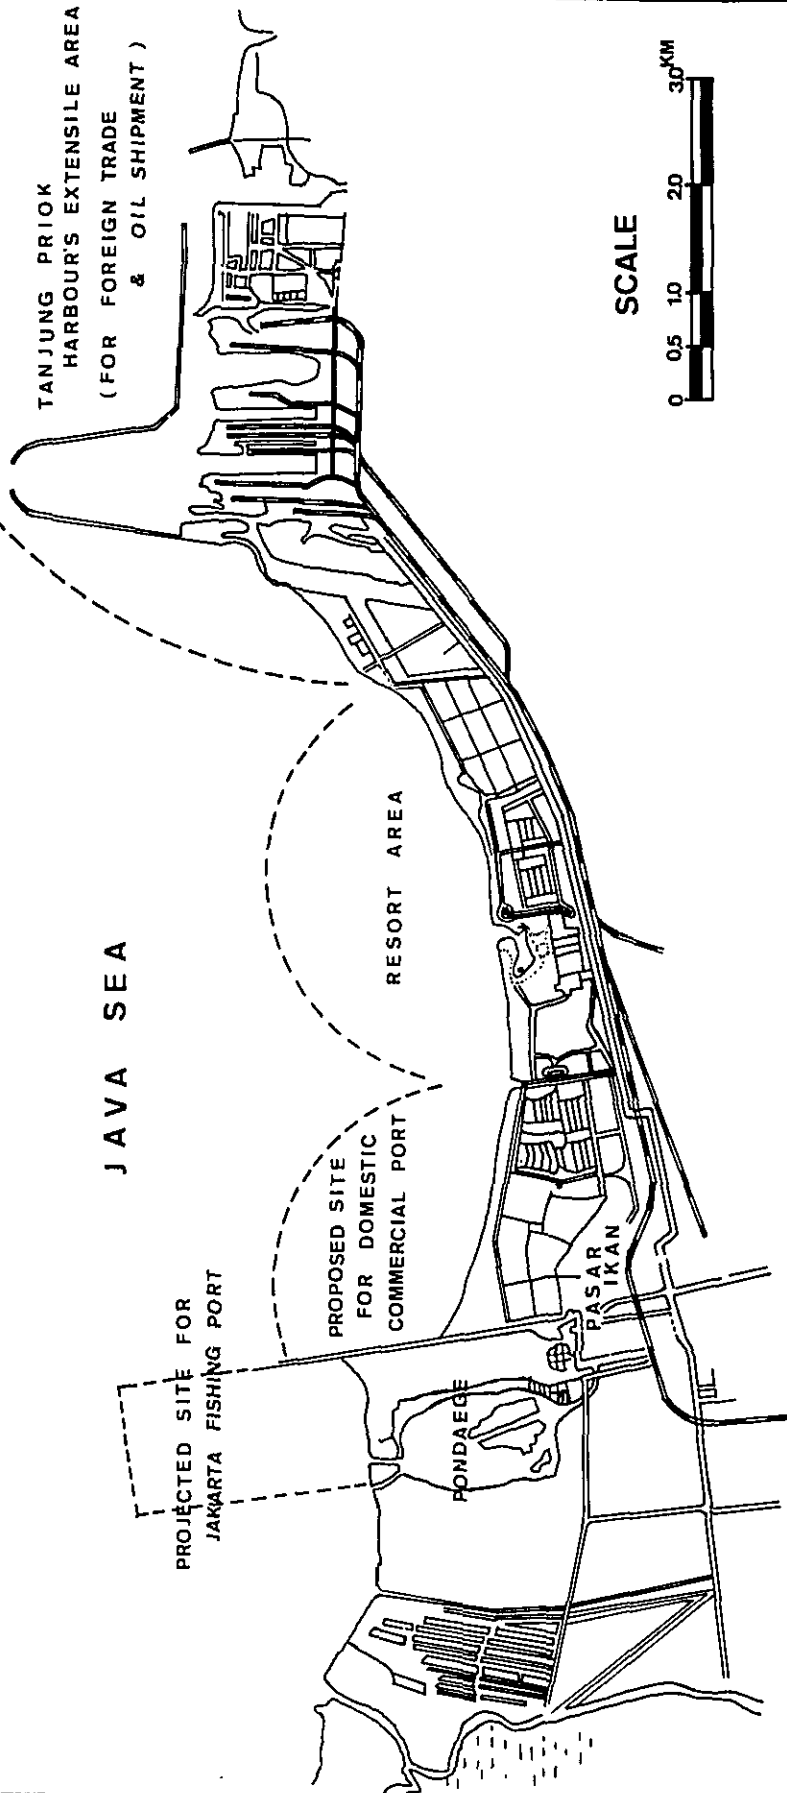 TANJUNG PRIOK
HARBOUR'S EXTENSILE AREA
(FOR FOREIGN TRADE
& OIL SHIPMENT)
JAVA SEA
RESORT AREA
PROPOSED SITE
FOR DOMESTIC
COMMERCIAL PORT
PROJECTED SITE FOR
JAKARTA FISHING PORT
PONDAEGE
PASAR
IKAN
SCALE
0 0.5 1.0 2.0 3.0 KM